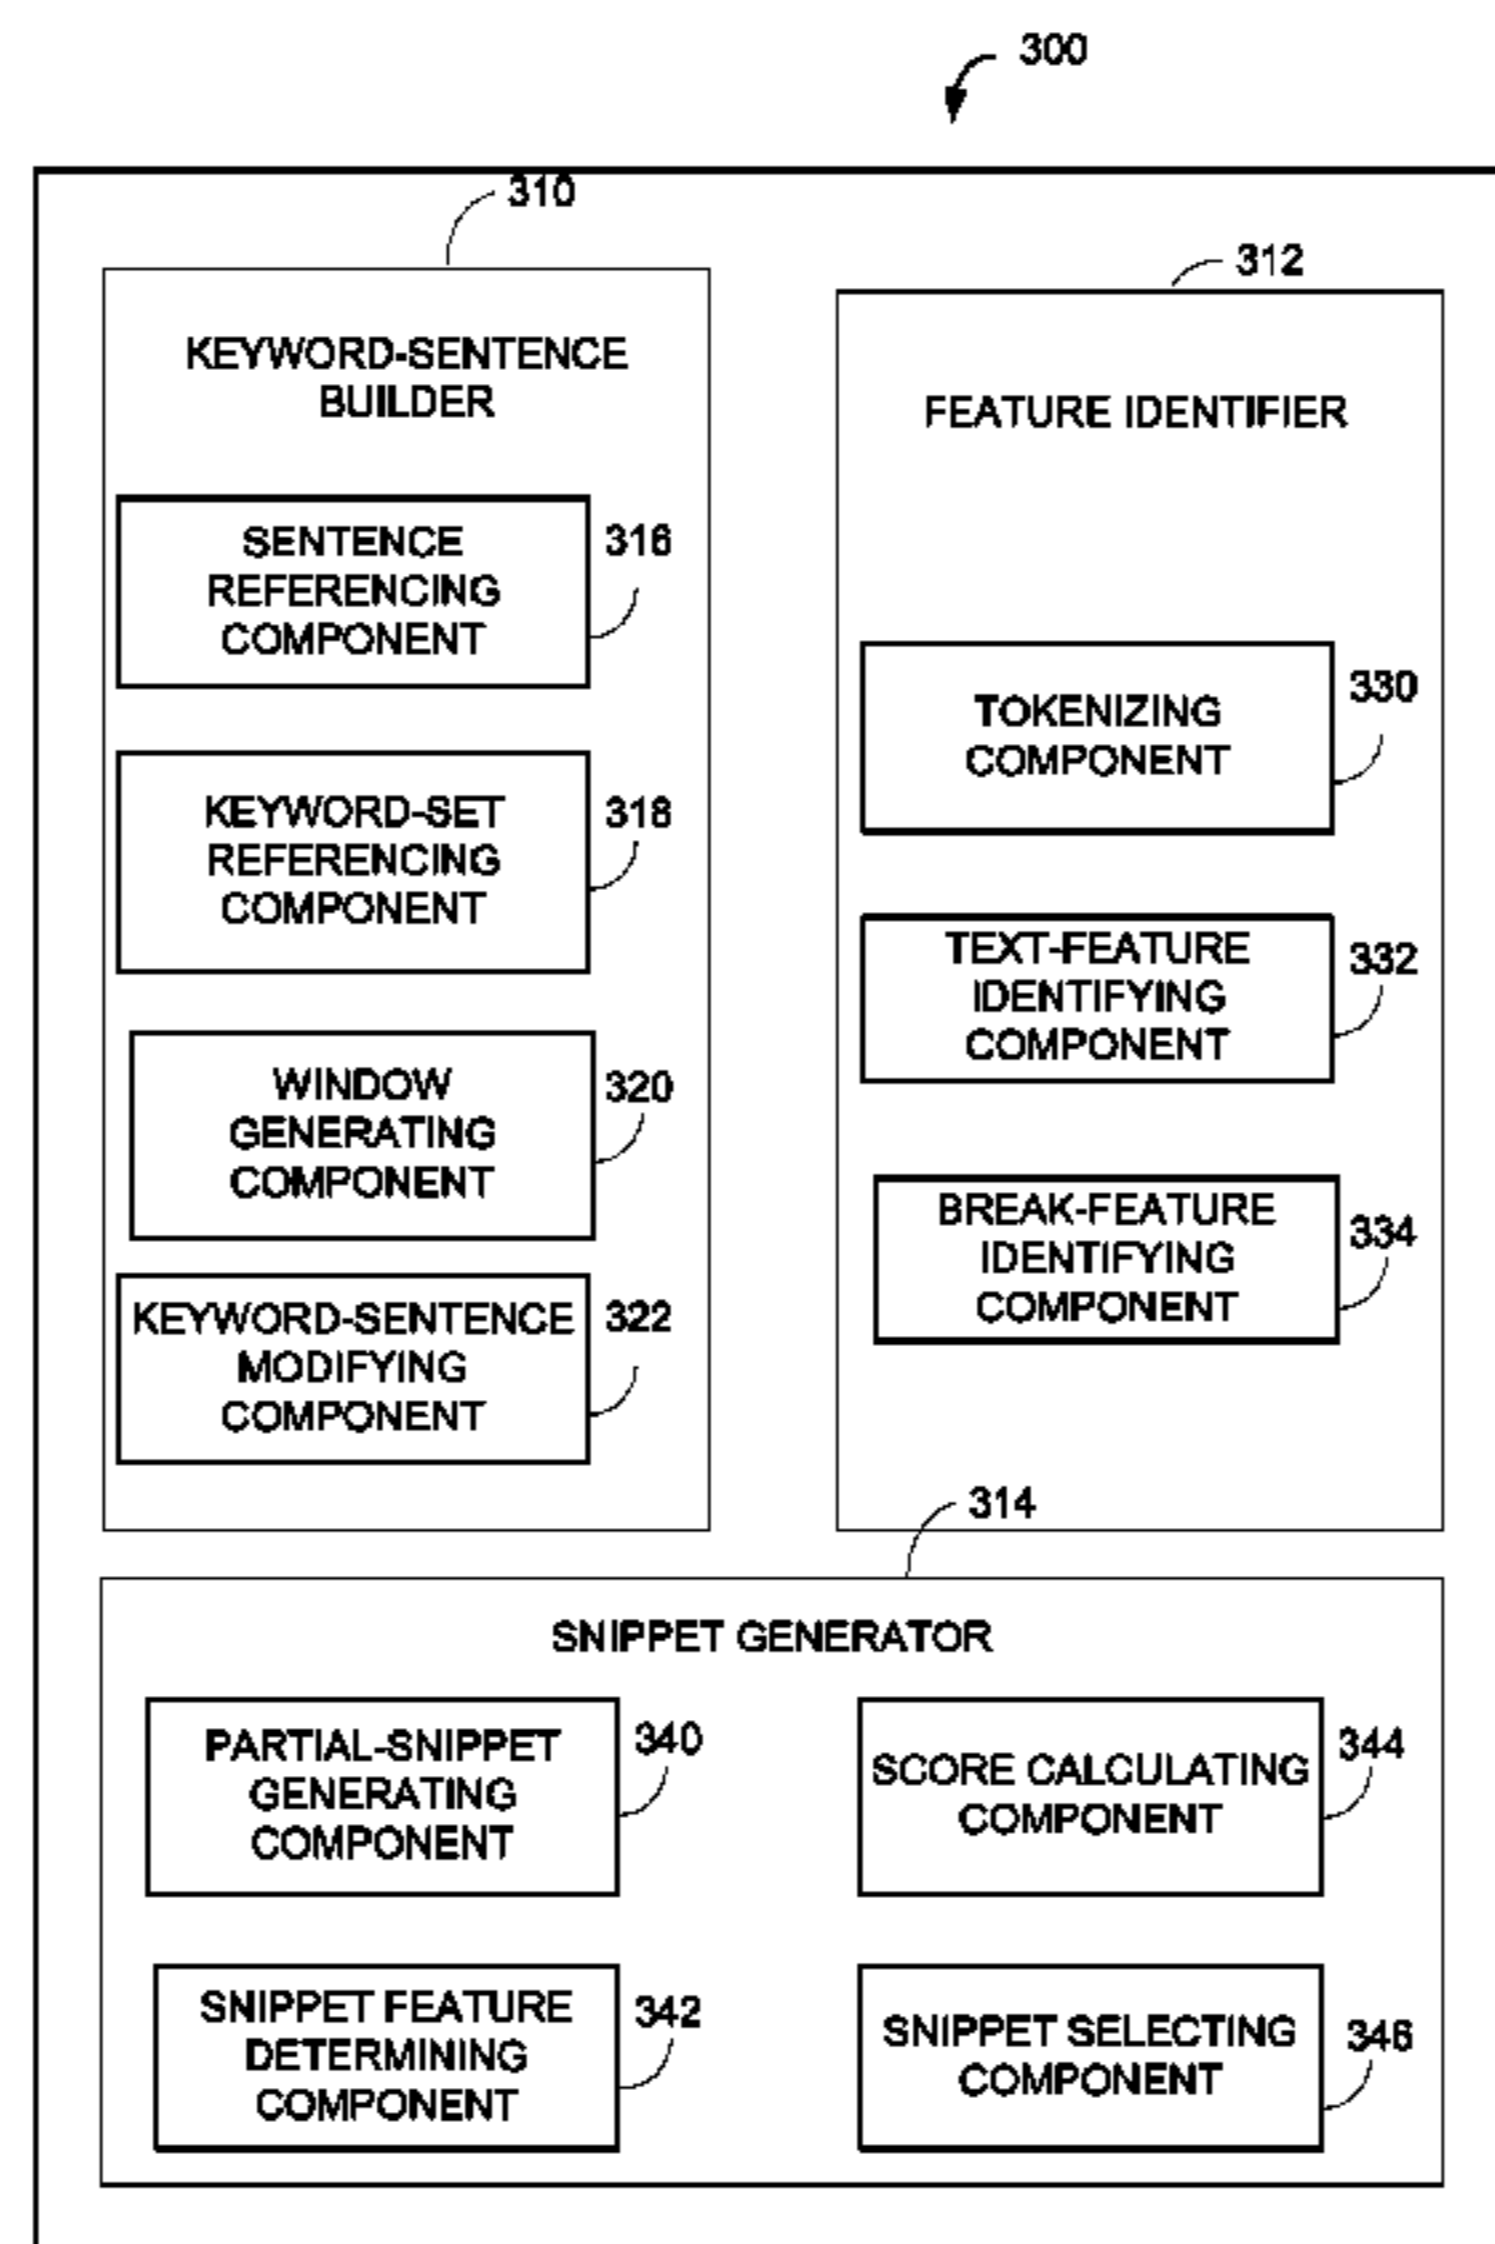 300
310
KEYWORD-SENTENCE
BUILDER
SENTENCE
REFERENCING
COMPONENT
316
KEYWORD-SET
REFERENCING
COMPONENT
318
WINDOW
GENERATING
COMPONENT
320
KEYWORD-SENTENCE
MODIFYING
COMPONENT
322
312
FEATURE IDENTIFIER
TOKENIZING
COMPONENT
330
TEXT-FEATURE
IDENTIFYING
COMPONENT
332
BREAK-FEATURE
IDENTIFYING
COMPONENT
334
314
SNIPPET GENERATOR
PARTIAL-SNIPPET
GENERATING
COMPONENT
340
SCORE CALCULATING
COMPONENT
344
SNIPPET FEATURE
DETERMINING
COMPONENT
342
SNIPPET SELECTING
COMPONENT
346